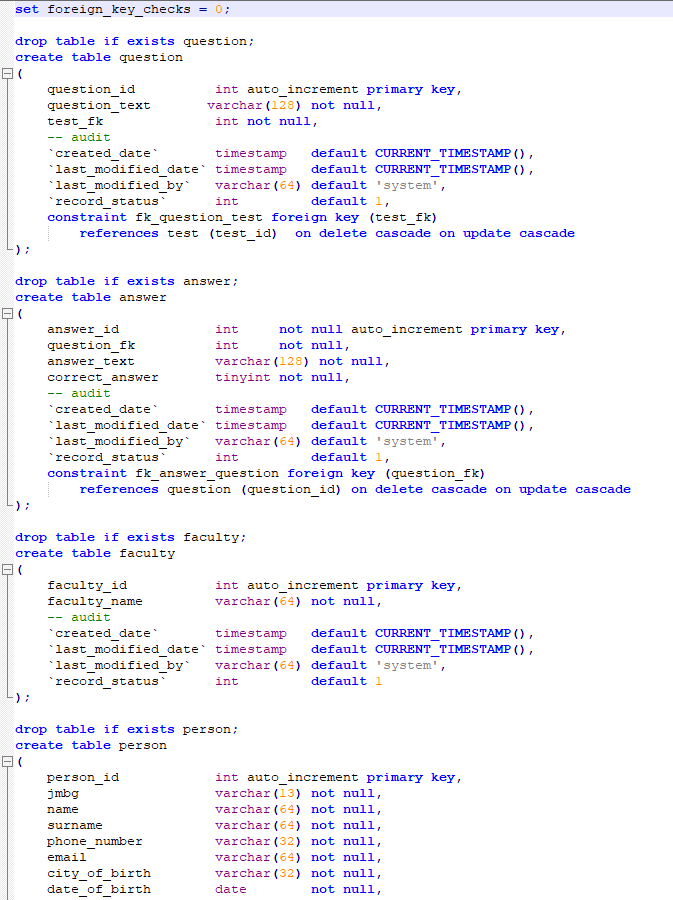 set foreign_key_checks = 0;
drop table if exists question;
create table question
(
question_id int auto_increment primary key,
question_text varchar(128) not null,
test_fk int not null,
-- audit
`created_date` timestamp default CURRENT_TIMESTAMP(),
`last_modified_date` timestamp default CURRENT_TIMESTAMP(),
`last_modified_by` varchar(64) default 'system',
`record_status` int default 1,
constraint fk_question_test foreign key (test_fk)
references test (test_id) on delete cascade on update cascade
);
drop table if exists answer;
create table answer
(
answer_id int not null auto_increment primary key,
question_fk int not null,
answer_text varchar(128) not null,
correct_answer tinyint not null,
-- audit
`created_date` timestamp default CURRENT_TIMESTAMP(),
`last_modified_date` timestamp default CURRENT_TIMESTAMP(),
`last_modified_by` varchar(64) default 'system',
`record_status` int default 1,
constraint fk_answer_question foreign key (question_fk)
references question (question_id) on delete cascade on update cascade
);
drop table if exists faculty;
create table faculty
(
faculty_id int auto_increment primary key,
faculty_name varchar(64) not null,
-- audit
`created_date` timestamp default CURRENT_TIMESTAMP(),
`last_modified_date` timestamp default CURRENT_TIMESTAMP(),
`last_modified_by` varchar(64) default 'system',
`record_status` int default 1
);
drop table if exists person;
create table person
(
person_id int auto_increment primary key,
jmbg varchar(13) not null,
name varchar(64) not null,
surname varchar(64) not null,
phone_number varchar(32) not null,
email varchar(64) not null,
city_of_birth varchar(32) not null,
date_of_birth date not null,